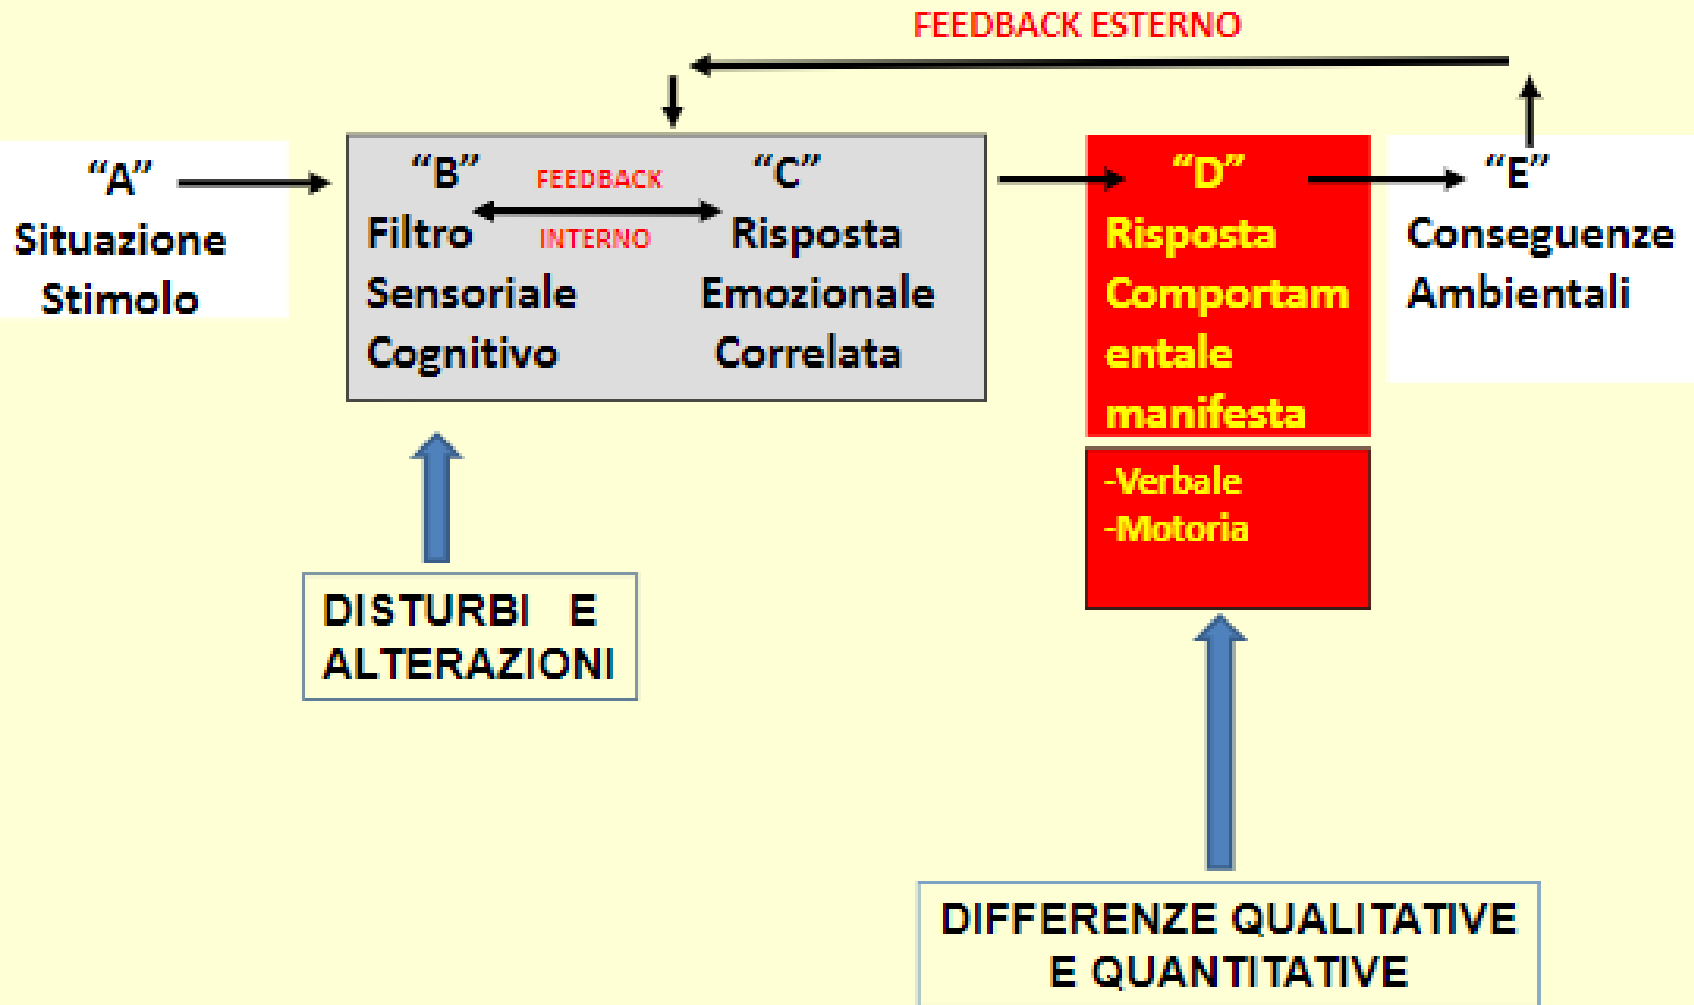 FEEDBACK ESTERNO
“A”
Situazione
Stimolo
“B”
Filtro
Sensoriale
Cognitivo
FEEDBACK
INTERNO
“C”
Risposta
Emozionale
Correlata
“D”
Risposta
Comportam
entale
manifesta
-Verbale
-Motoria
“E”
Conseguenze
Ambientali
DISTURBI E
ALTERAZIONI
DIFFERENZE QUALITATIVE
E QUANTITATIVE